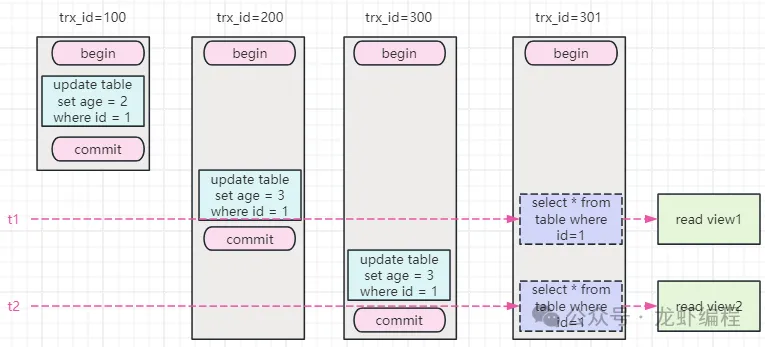 trx_id=100
trx_id=200
trx_id=300
trx_id=301
begin
begin
begin
begin
update table
set age = 2
where id = 1
commit
update table
set age = 3
where id = 1
t1
select * from
table where
id=1
read view1
commit
update table
set age = 3
where id = 1
t2
select * from
table where
id=1
read view2
commit
公众号 · 龙虾编程